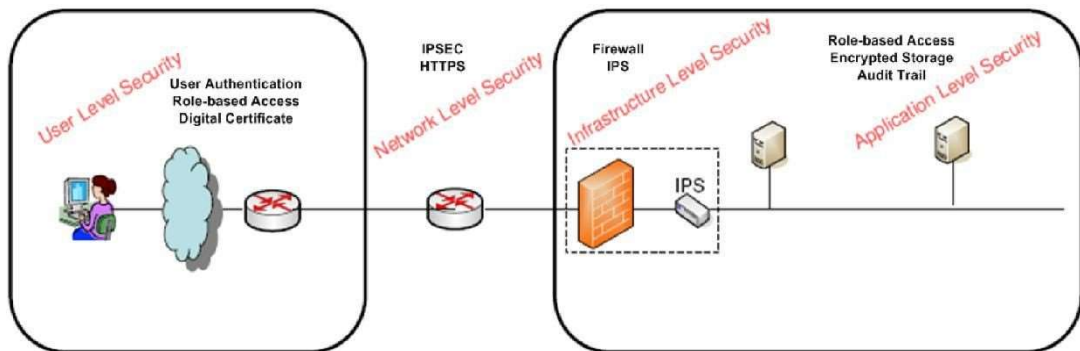 User Level Security
User Authentication
Role-based Access
Digital Certificate
IPSEC
HTTPS
Network Level Security
Firewall
IPS
Infrastructure Level Security
IPS
Role-based Access
Encrypted Storage
Audit Trail
Application Level Security